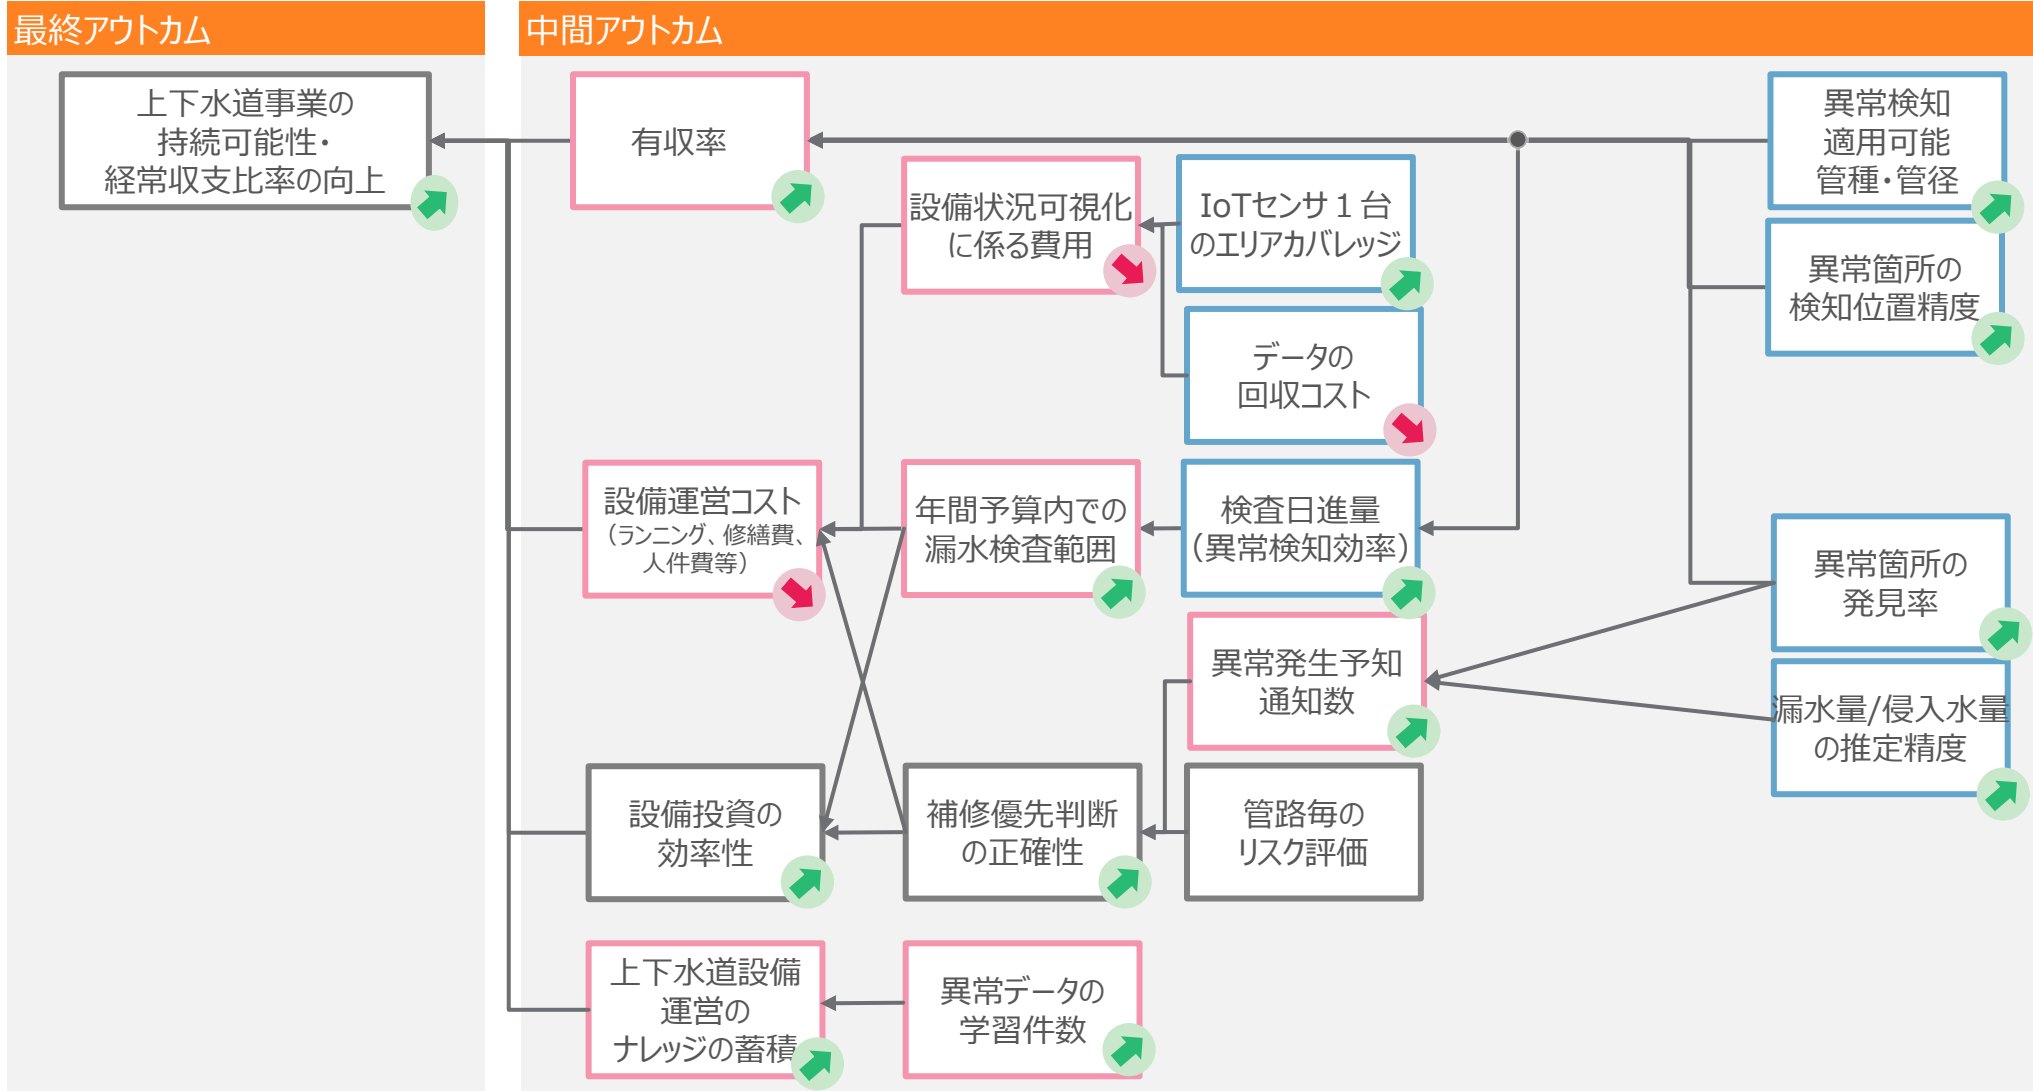 最終アウトカム
中間アウトカム
上下水道事業の
持続可能性・
経常収支比率の向上
有収率
設備状況可視化
に係る費用
IoTセンサ１台
のエリアカバレッジ
データの
回収コスト
異常検知
適用可能
管種・管径
異常箇所の
検知位置精度
設備運営コスト
（ランニング、修繕費、
人件費等）
年間予算内での
漏水検査範囲
検査日進量
（異常検知効率）
異常発生予知
通知数
異常箇所の
発見率
漏水量/侵入水量
の推定精度
設備投資の
効率性
補修優先判断
の正確性
管路毎の
リスク評価
上下水道設備
運営の
ナレッジの蓄積
異常データの
学習件数